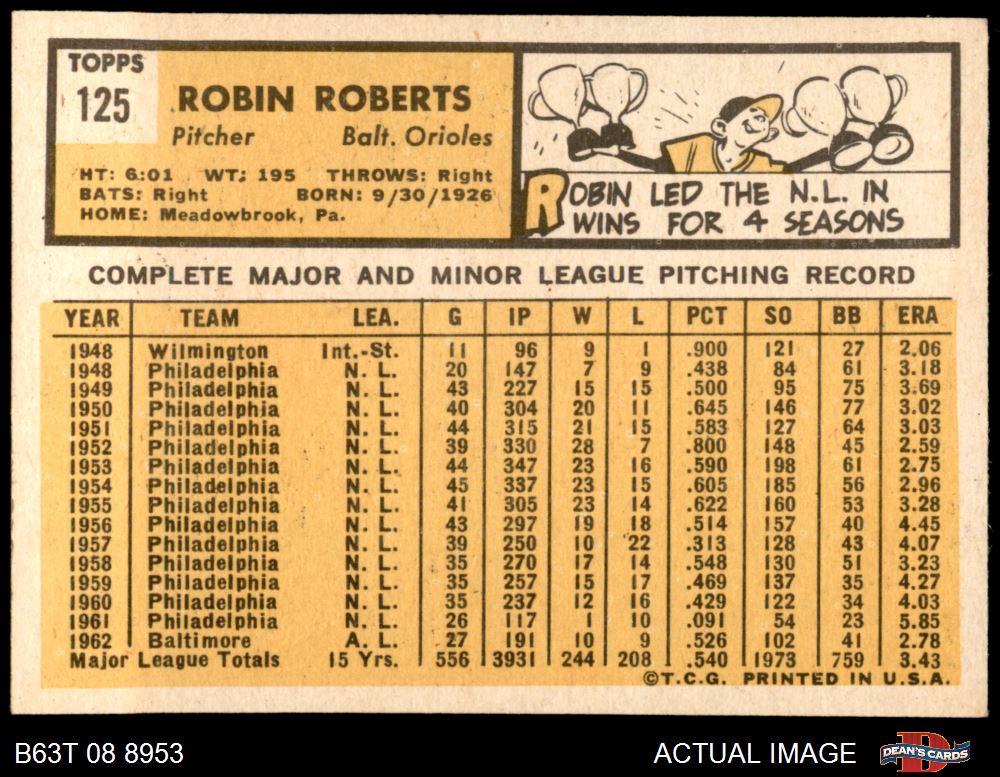 TOPPS
125
ROBIN ROBERTS
Pitcher Balt. Orioles
HT: 6:01 WT: 195 THROWS: Right
BATS: Right BORN: 9/30/1926
HOME: Meadowbrook, Pa.
ROBIN LED THE N.L. IN
WINS FOR 4 SEASONS
COMPLETE MAJOR AND MINOR LEAGUE PITCHING RECORD
YEAR TEAM LEA. G IP W L PCT SO BB ERA
1948 Wilmington Int.-St. 11 96 9 1 .900 121 27 2.06
1948 Philadelphia N. L. 20 147 7 9 .438 84 61 3.18
1949 Philadelphia N. L. 43 227 15 15 .500 95 75 3.69
1950 Philadelphia N. L. 40 304 20 11 .645 146 77 3.02
1951 Philadelphia N. L. 44 315 21 15 .583 127 64 3.03
1952 Philadelphia N. L. 39 330 28 7 .800 148 45 2.59
1953 Philadelphia N. L. 44 347 23 16 .590 198 61 2.75
1954 Philadelphia N. L. 45 337 23 15 .605 185 56 2.96
1955 Philadelphia N. L. 41 305 23 14 .622 160 53 3.28
1956 Philadelphia N. L. 43 297 19 18 .514 157 40 4.45
1957 Philadelphia N. L. 39 250 10 22 .313 128 43 4.07
1958 Philadelphia N. L. 35 270 17 14 .548 130 51 3.23
1959 Philadelphia N. L. 35 257 15 17 .469 137 35 4.27
1960 Philadelphia N. L. 35 237 12 16 .429 122 34 4.03
1961 Philadelphia N. L. 26 117 1 10 .091 54 23 5.85
1962 Baltimore A. L. 27 191 10 9 .526 102 41 2.78
Major League Totals 15 Yrs. 556 3931 244 208 .540 1973 759 3.43
©T.C.G. PRINTED IN U.S.A.
B63T 08 8953 ACTUAL IMAGE DEAN'S CARDS